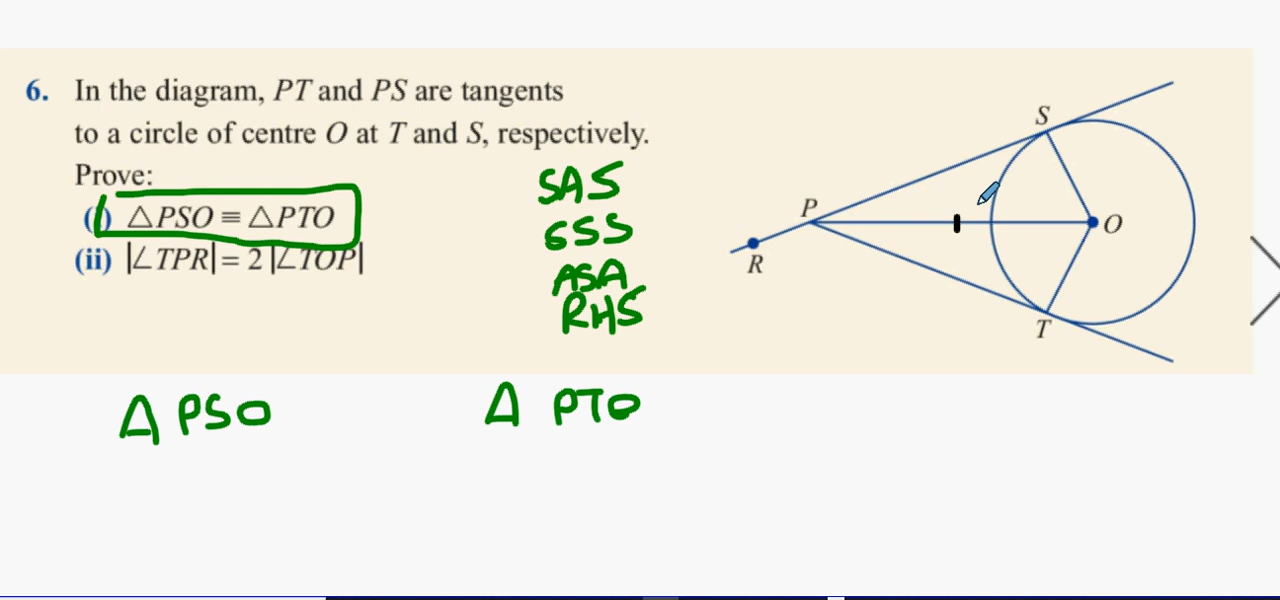 6. In the diagram, PT and PS are tangents
to a circle of centre O at T and S, respectively.
Prove:
(i) △PSO ≡ △PTO
(ii) |∠TPR| = 2|∠TOP|
SAS
SSS
ASA
RHS
S
P
O
R
T
Δ PSO
Δ PTO